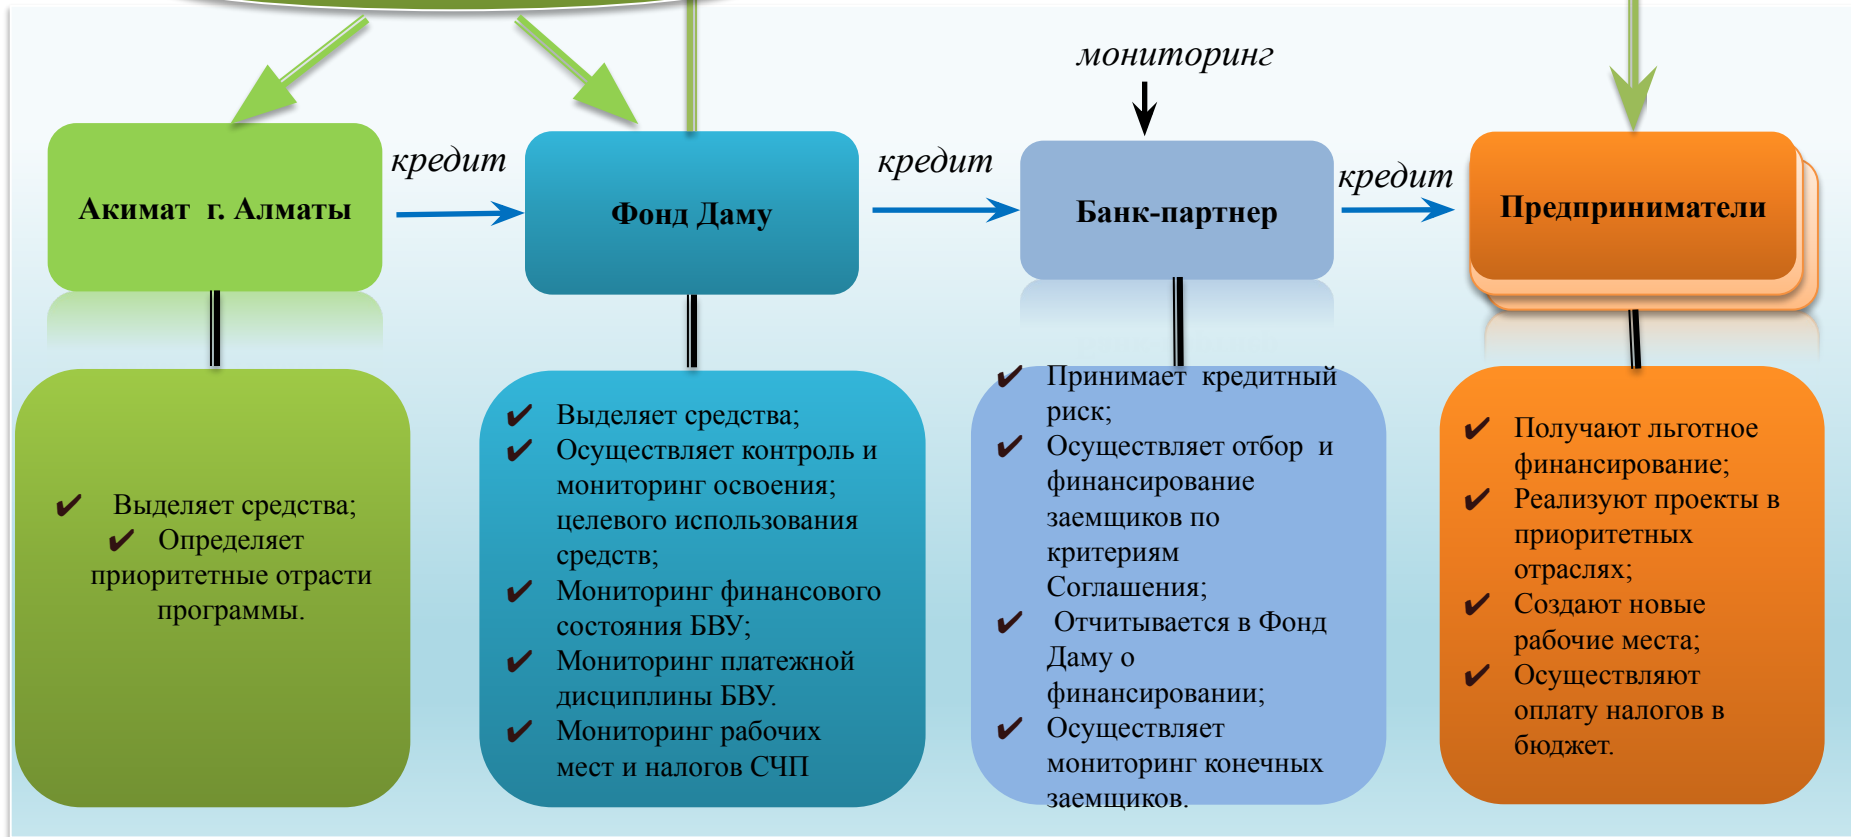 мониторинг
кредит
кредит
кредит
Акимат г. Алматы
Фонд Даму
Банк-партнер
Предприниматели
✔ Выделяет средства;
✔ Определяет
приоритетные отрасти
программы.
✔ Выделяет средства;
✔ Осуществляет контроль и
мониторинг освоения;
целевого использования
средств;
✔ Мониторинг финансового
состояния БВУ;
✔ Мониторинг платежной
дисциплины БВУ.
✔ Мониторинг рабочих
мест и налогов СЧП
✔ Принимает кредитный
риск;
✔ Осуществляет отбор и
финансирование
заемщиков по
критериям
Соглашения;
✔ Отчитывается в Фонд
Даму о
финансировании;
✔ Осуществляет
мониторинг конечных
заемщиков.
✔ Получают льготное
финансирование;
✔ Реализуют проекты в
приоритетных
отраслях;
✔ Создают новые
рабочие места;
✔ Осуществляют
оплату налогов в
бюджет.